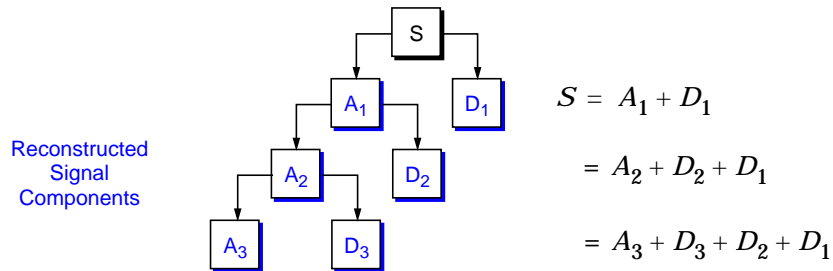 S
A₁
D₁
S = A₁ + D₁
Reconstructed
Signal
Components
A₂
D₂
= A₂ + D₂ + D₁
A₃
D₃
= A₃ + D₃ + D₂ + D₁